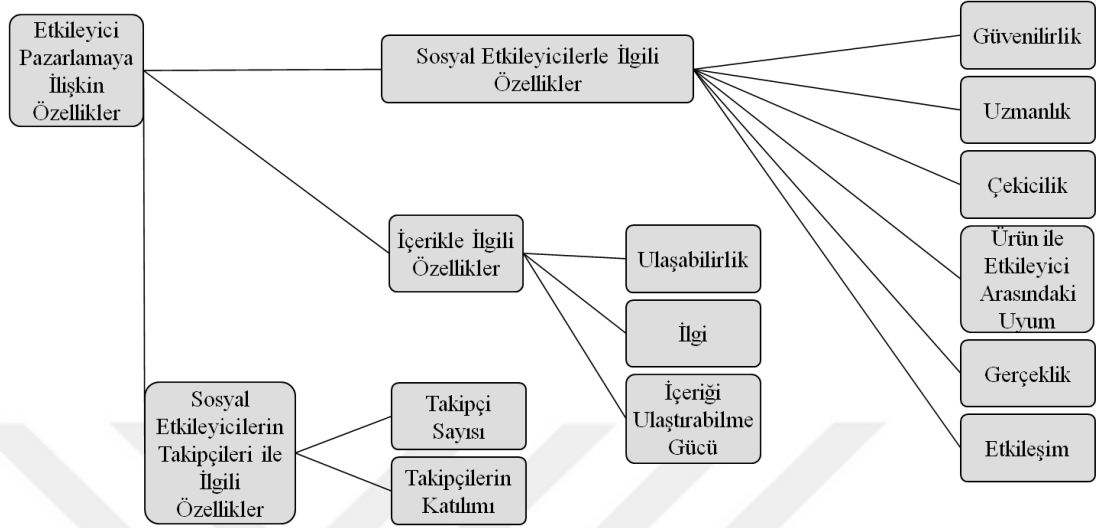 Etkileyici
Pazarlamaya
İlişkin
Özellikler
Sosyal Etkileyicilerle İlgili
Özellikler
Güvenilirlik
Uzmanlık
Çekicilik
Ürün ile
Etkileyici
Arasındaki
Uyum
Gerçeklik
Etkileşim
İçerikle İlgili
Özellikler
Ulaşabilirlik
İlgi
İçeriği
Ulaştırabilme
Gücü
Sosyal
Etkileyicilerin
Takipçileri ile
İlgili
Özellikler
Takipçi
Sayısı
Takipçilerin
Katılımı